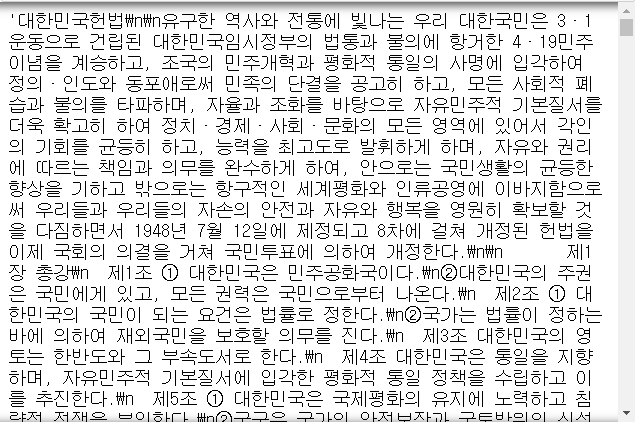 '대한민국헌법₩n₩n유구한 역사와 전통에 빛나는 우리 대한국민은 3·1
운동으로 건립된 대한민국임시정부의 법통과 불의에 항거한 4·19민주
이념을 계승하고, 조국의 민주개혁과 평화적 통일의 사명에 입각하여
정의·인도와 동포애로써 민족의 단결을 공고히 하고, 모든 사회적 폐
습과 불의를 타파하며, 자율과 조화를 바탕으로 자유민주적 기본질서를
더욱 확고히 하여 정치·경제·사회·문화의 모든 영역에 있어서 각인
의 기회를 균등히 하고, 능력을 최고도로 발휘하게 하며, 자유와 권리
에 따르는 책임과 의무를 완수하게 하여, 안으로는 국민생활의 균등한
향상을 기하고 밖으로는 항구적인 세계평화와 인류공영에 이바지함으로
써 우리들과 우리들의 자손의 안전과 자유와 행복을 영원히 확보할 것
을 다짐하면서 1948년 7월 12일에 제정되고 8차에 걸쳐 개정된 헌법을
이제 국회의 의결을 거쳐 국민투표에 의하여 개정한다.₩n₩n 제1
장 총강₩n 제1조 ① 대한민국은 민주공화국이다.₩n②대한민국의 주권
은 국민에게 있고, 모든 권력은 국민으로부터 나온다.₩n 제2조 ① 대
한민국의 국민이 되는 요건은 법률로 정한다.₩n②국가는 법률이 정하는
바에 의하여 재외국민을 보호할 의무를 진다.₩n 제3조 대한민국의 영
토는 한반도와 그 부속도서로 한다.₩n 제4조 대한민국은 통일을 지향
하며, 자유민주적 기본질서에 입각한 평화적 통일 정책을 수립하고 이
를 추진한다.₩n 제5조 ① 대한민국은 국제평화의 유지에 노력하고 침
략적 전쟁을 부인한다.₩n②국군은 국가의 안전보장과 국토방위의 신성